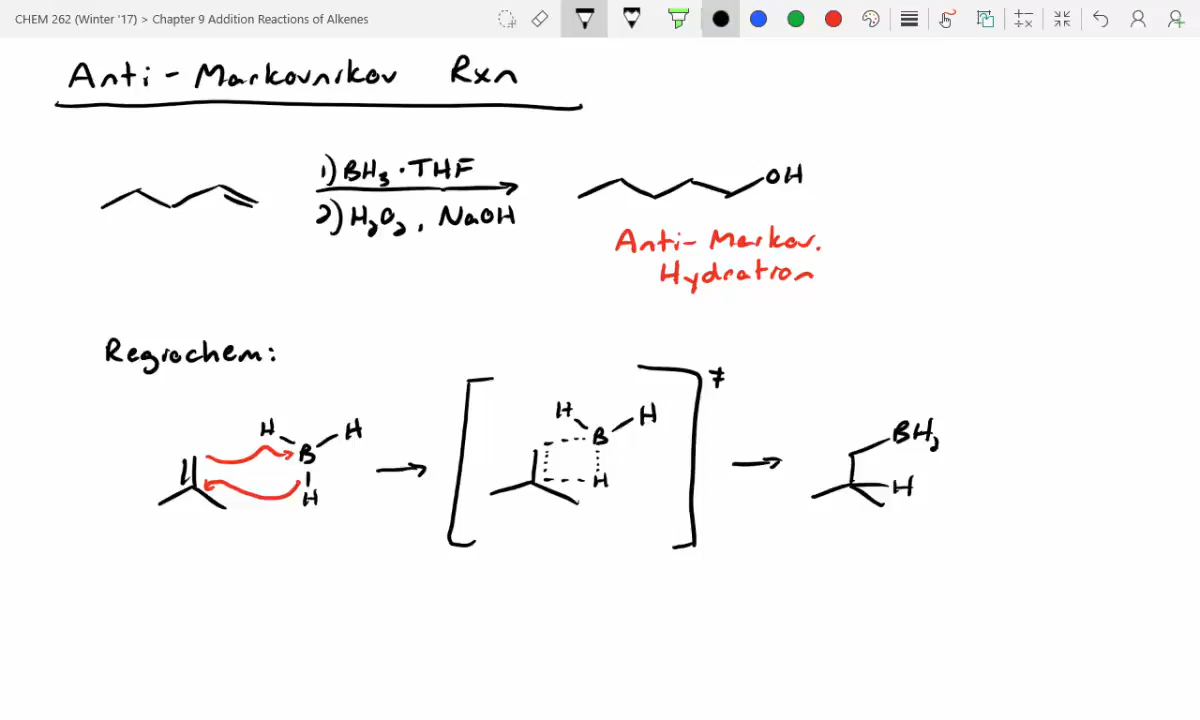 CHEM 262 (Winter '17) > Chapter 9 Addition Reactions of Alkenes
Anti-Markovnikov Rxn
1) BH₃·THF
2) H₂O₂, NaOH
OH
Anti-Markov.
Hydration
Regiochem:
H B H
H
H B H
H
‡
BH₂
H